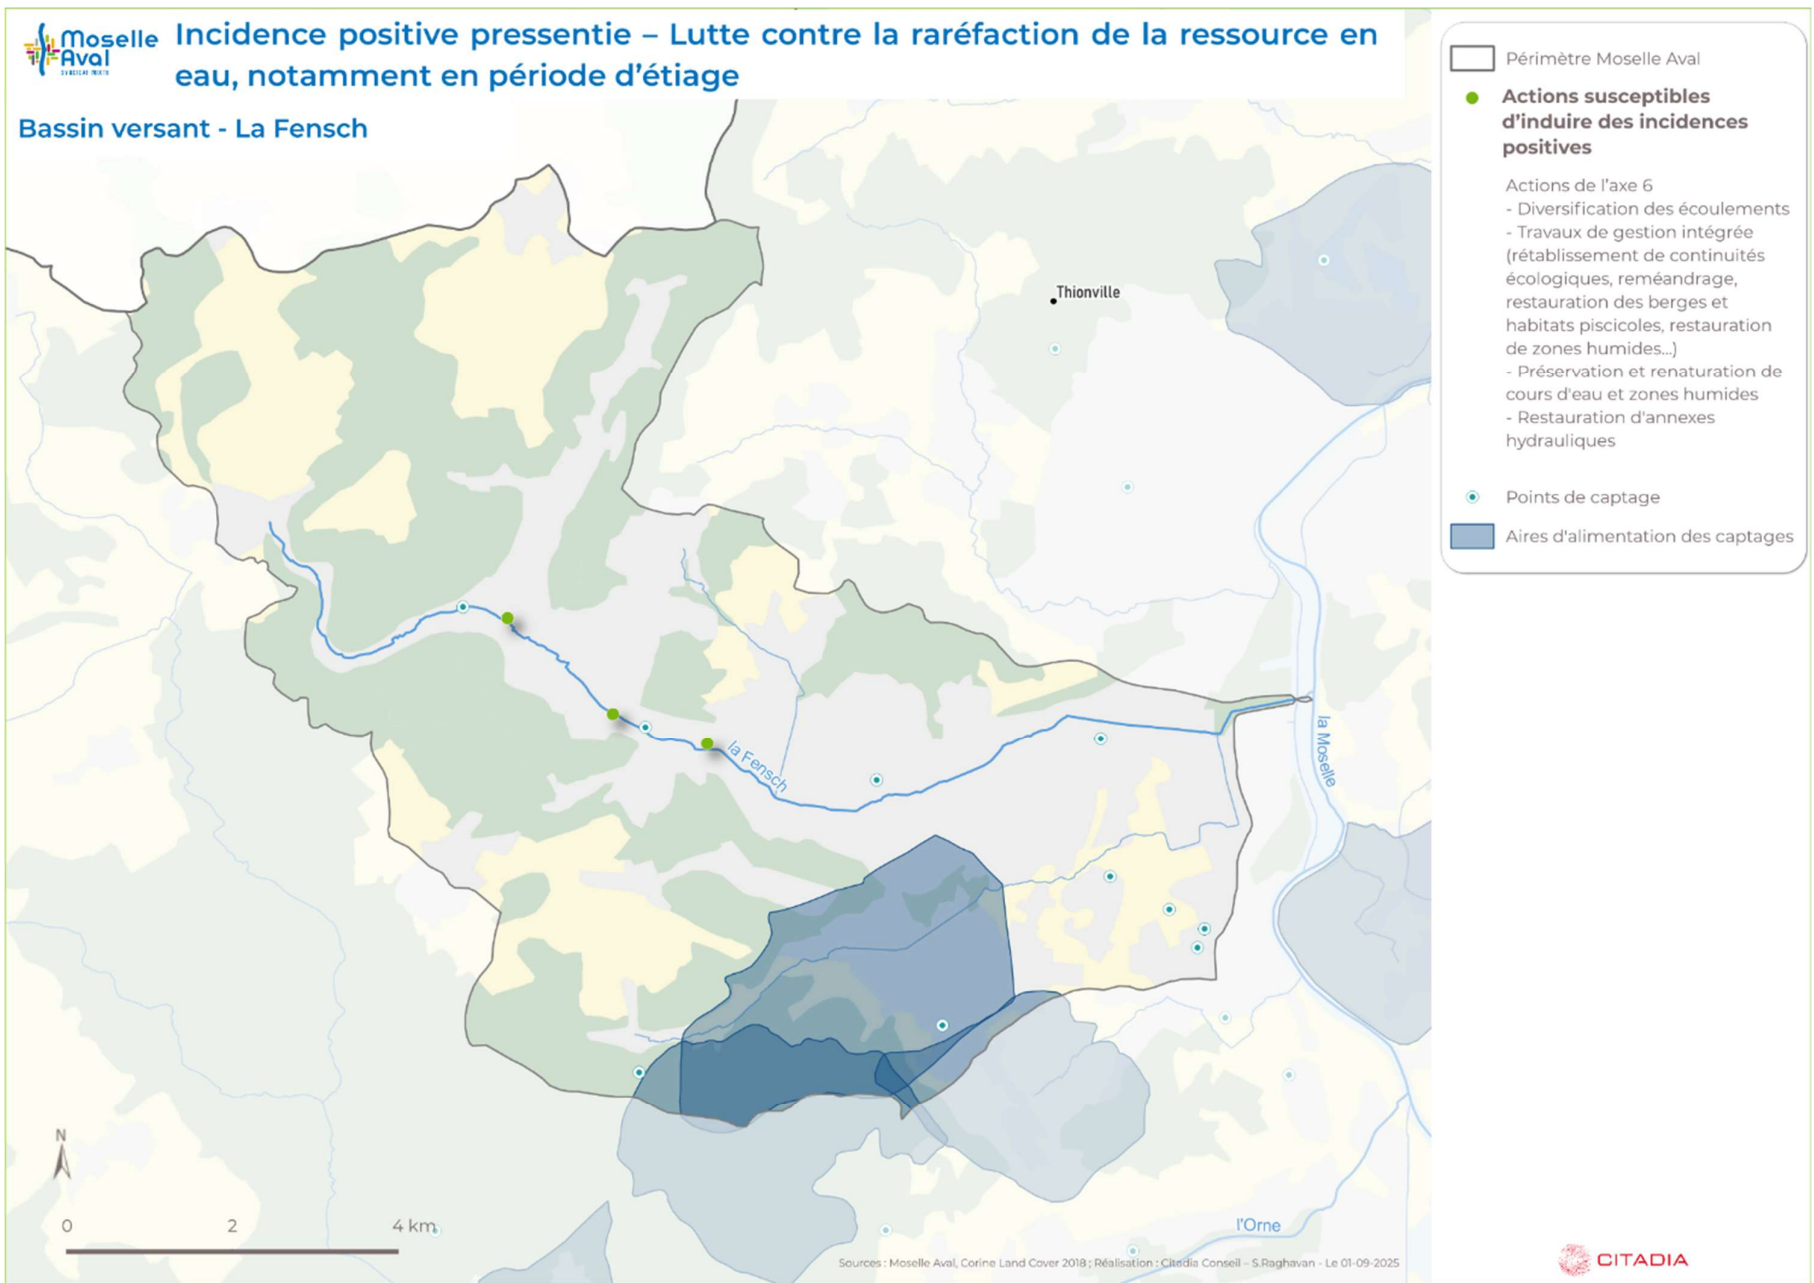 Moselle
Aval
SYNDICAT MIXTE
Incidence positive pressentie – Lutte contre la raréfaction de la ressource en
eau, notamment en période d'étiage
Bassin versant - La Fensch
Périmètre Moselle Aval
Actions susceptibles
d'induire des incidences
positives
Actions de l'axe 6
- Diversification des écoulements
- Travaux de gestion intégrée
(rétablissement de continuités
écologiques, reméandrage,
restauration des berges et
habitats piscicoles, restauration
de zones humides...)
- Préservation et renaturation de
cours d'eau et zones humides
- Restauration d'annexes
hydrauliques
Points de captage
Aires d'alimentation des captages
Thionville
la Fensch
la Moselle
l'Orne
N
0 2 4 km
Sources : Moselle Aval, Corine Land Cover 2018 ; Réalisation : Citadia Conseil – S.Raghavan - Le 01-09-2025
CITADIA